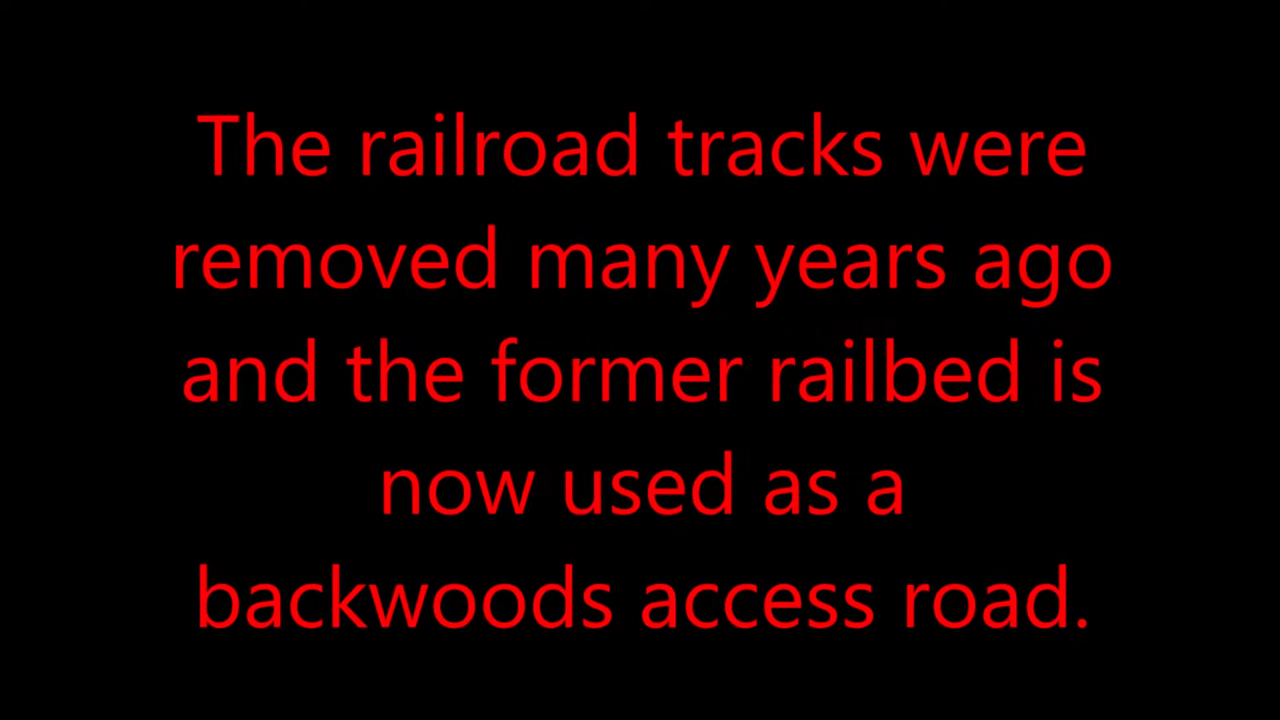 The railroad tracks were
removed many years ago
and the former railbed is
now used as a
backwoods access road.